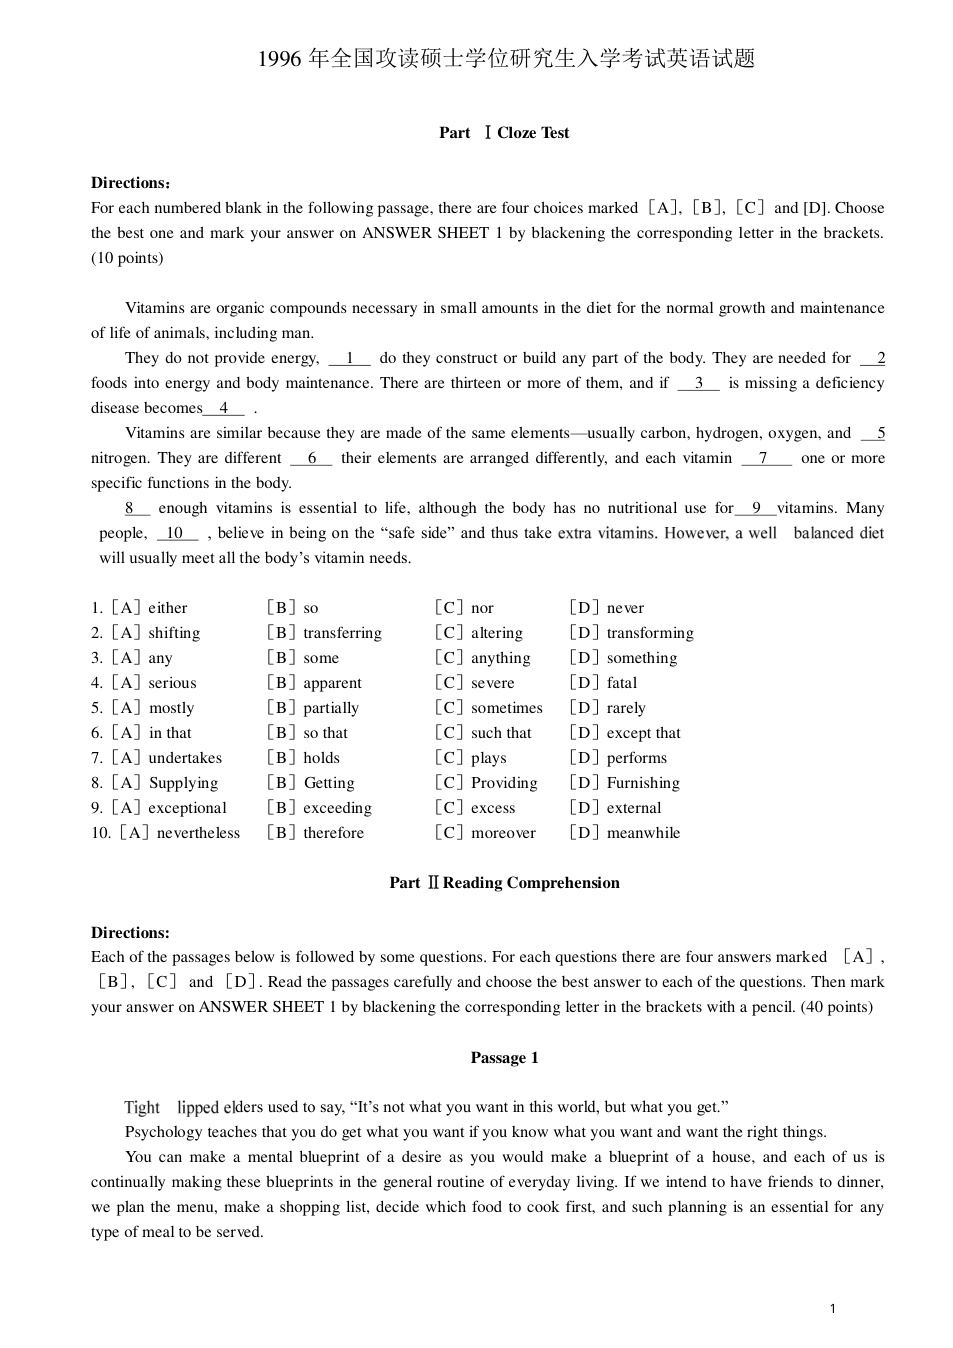 1996 年全国攻读硕士学位研究生入学考试英语试题
Part Ⅰ Cloze Test
Directions：
For each numbered blank in the following passage, there are four choices marked［A］,［B］,［C］and [D]. Choose
the best one and mark your answer on ANSWER SHEET 1 by blackening the corresponding letter in the brackets.
(10 points)
Vitamins are organic compounds necessary in small amounts in the diet for the normal growth and maintenance
of life of animals, including man.
They do not provide energy, __1__ do they construct or build any part of the body. They are needed for __2
foods into energy and body maintenance. There are thirteen or more of them, and if __3__ is missing a deficiency
disease becomes__4__ .
Vitamins are similar because they are made of the same elements—usually carbon, hydrogen, oxygen, and __5
nitrogen. They are different __6__ their elements are arranged differently, and each vitamin __7__ one or more
specific functions in the body.
8__ enough vitamins is essential to life, although the body has no nutritional use for__9__vitamins. Many
people, __10__ , believe in being on the “safe side” and thus take extra vitamins. However, a well balanced diet
will usually meet all the body’s vitamin needs.
1.［A］either ［B］so ［C］nor ［D］never
2.［A］shifting ［B］transferring ［C］altering ［D］transforming
3.［A］any ［B］some ［C］anything ［D］something
4.［A］serious ［B］apparent ［C］severe ［D］fatal
5.［A］mostly ［B］partially ［C］sometimes ［D］rarely
6.［A］in that ［B］so that ［C］such that ［D］except that
7.［A］undertakes ［B］holds ［C］plays ［D］performs
8.［A］Supplying ［B］Getting ［C］Providing ［D］Furnishing
9.［A］exceptional ［B］exceeding ［C］excess ［D］external
10.［A］nevertheless ［B］therefore ［C］moreover ［D］meanwhile
Part Ⅱ Reading Comprehension
Directions:
Each of the passages below is followed by some questions. For each questions there are four answers marked ［A］,
［B］,［C］ and ［D］. Read the passages carefully and choose the best answer to each of the questions. Then mark
your answer on ANSWER SHEET 1 by blackening the corresponding letter in the brackets with a pencil. (40 points)
Passage 1
Tight lipped elders used to say, “It’s not what you want in this world, but what you get.”
Psychology teaches that you do get what you want if you know what you want and want the right things.
You can make a mental blueprint of a desire as you would make a blueprint of a house, and each of us is
continually making these blueprints in the general routine of everyday living. If we intend to have friends to dinner,
we plan the menu, make a shopping list, decide which food to cook first, and such planning is an essential for any
type of meal to be served.
1